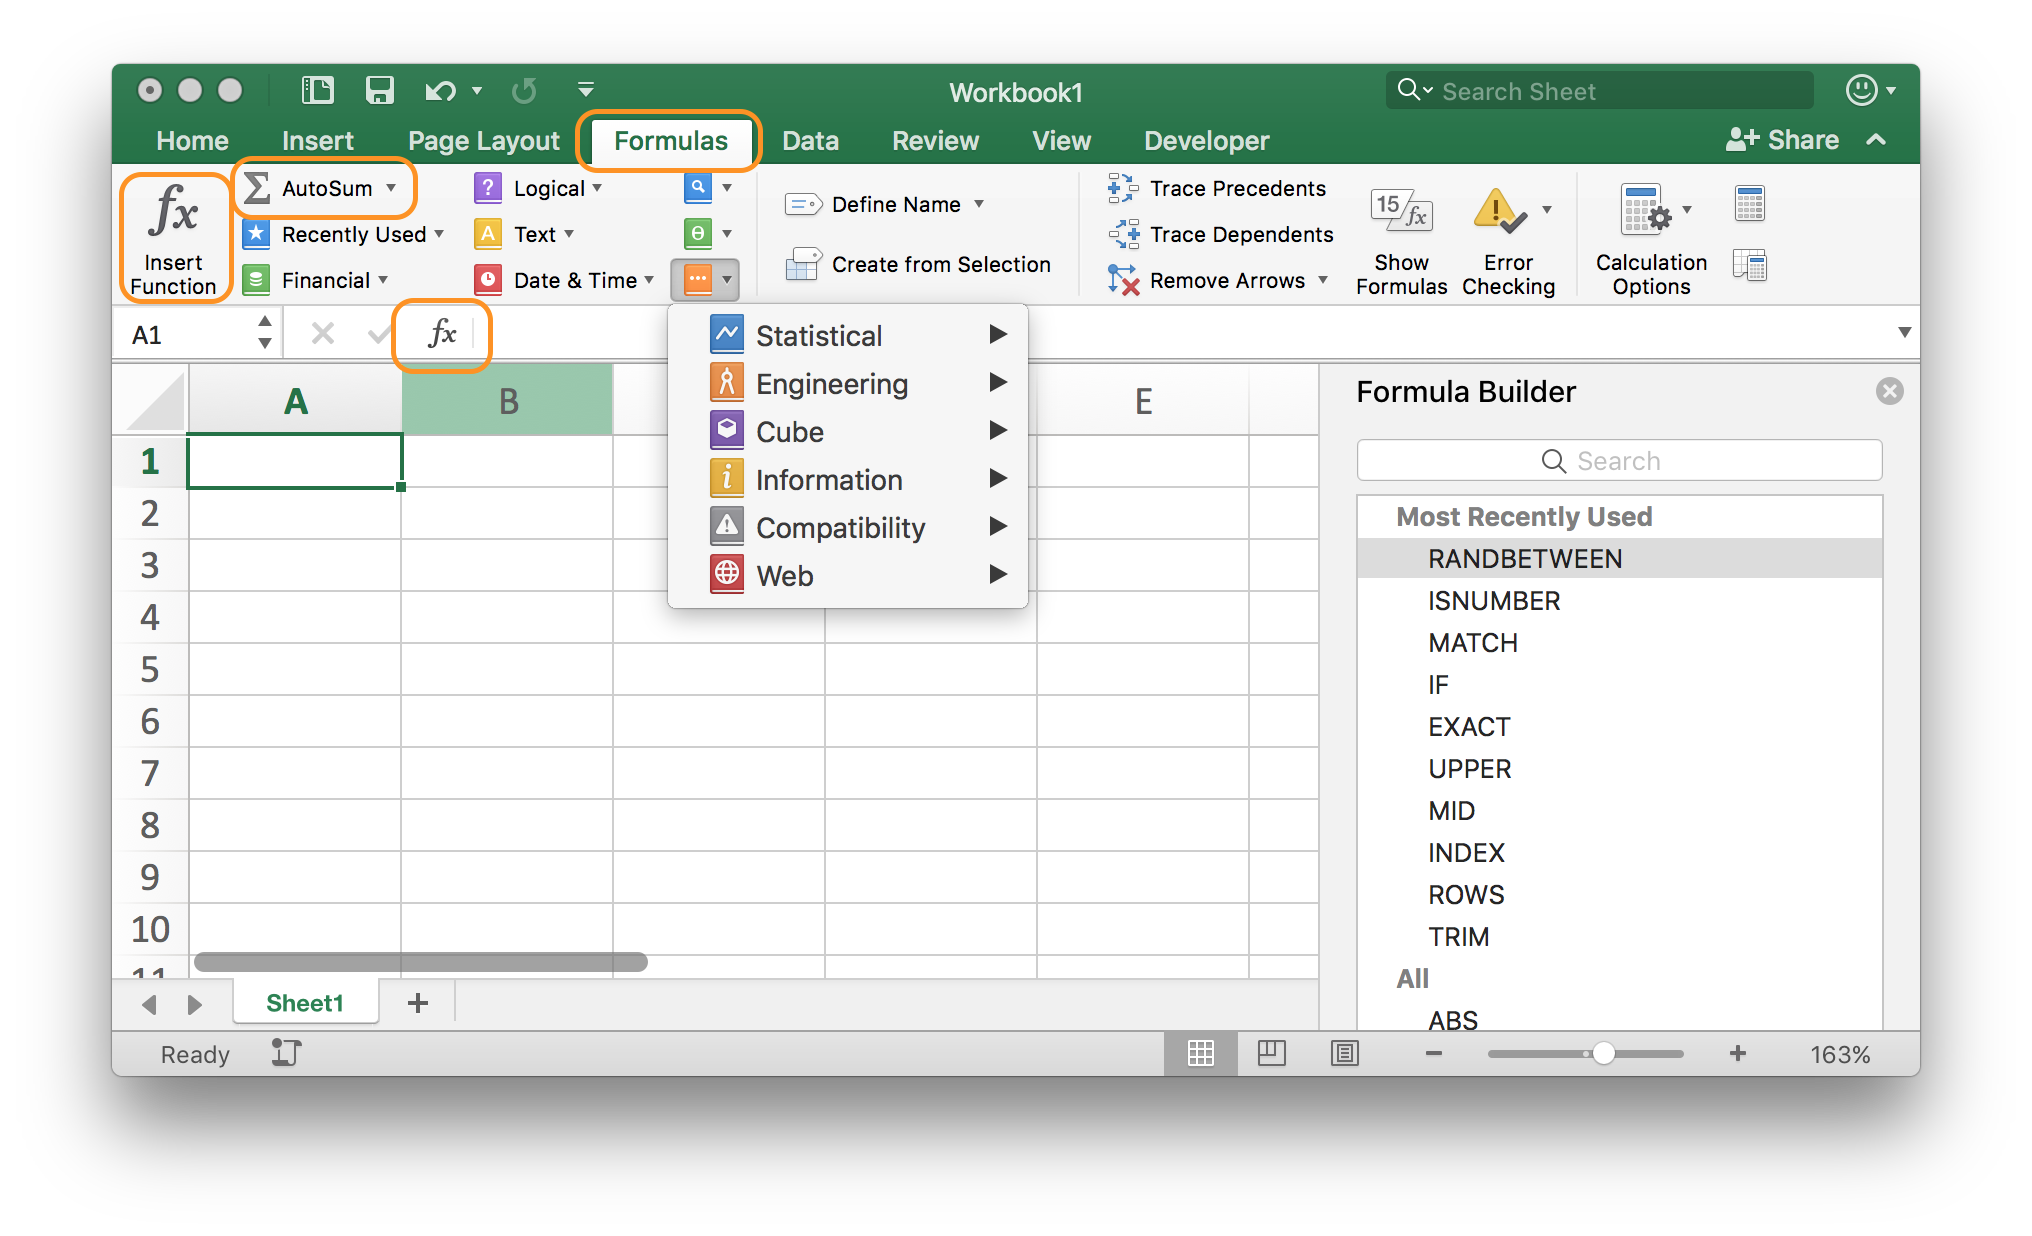 Workbook1
Search Sheet
Home Insert Page Layout Formulas Data Review View Developer Share
fx Insert Function
AutoSum
Recently Used
Financial
Logical
Text
Date & Time
Define Name
Create from Selection
Trace Precedents
Trace Dependents
Remove Arrows
15 fx
Show Formulas
Error Checking
Calculation Options
A1 fx
Statistical
Engineering
Cube
Information
Compatibility
Web
A B E
1
2
3
4
5
6
7
8
9
10
11
Formula Builder
Search
Most Recently Used
RANDBETWEEN
ISNUMBER
MATCH
IF
EXACT
UPPER
MID
INDEX
ROWS
TRIM
All
ABS
Sheet1
Ready
163%